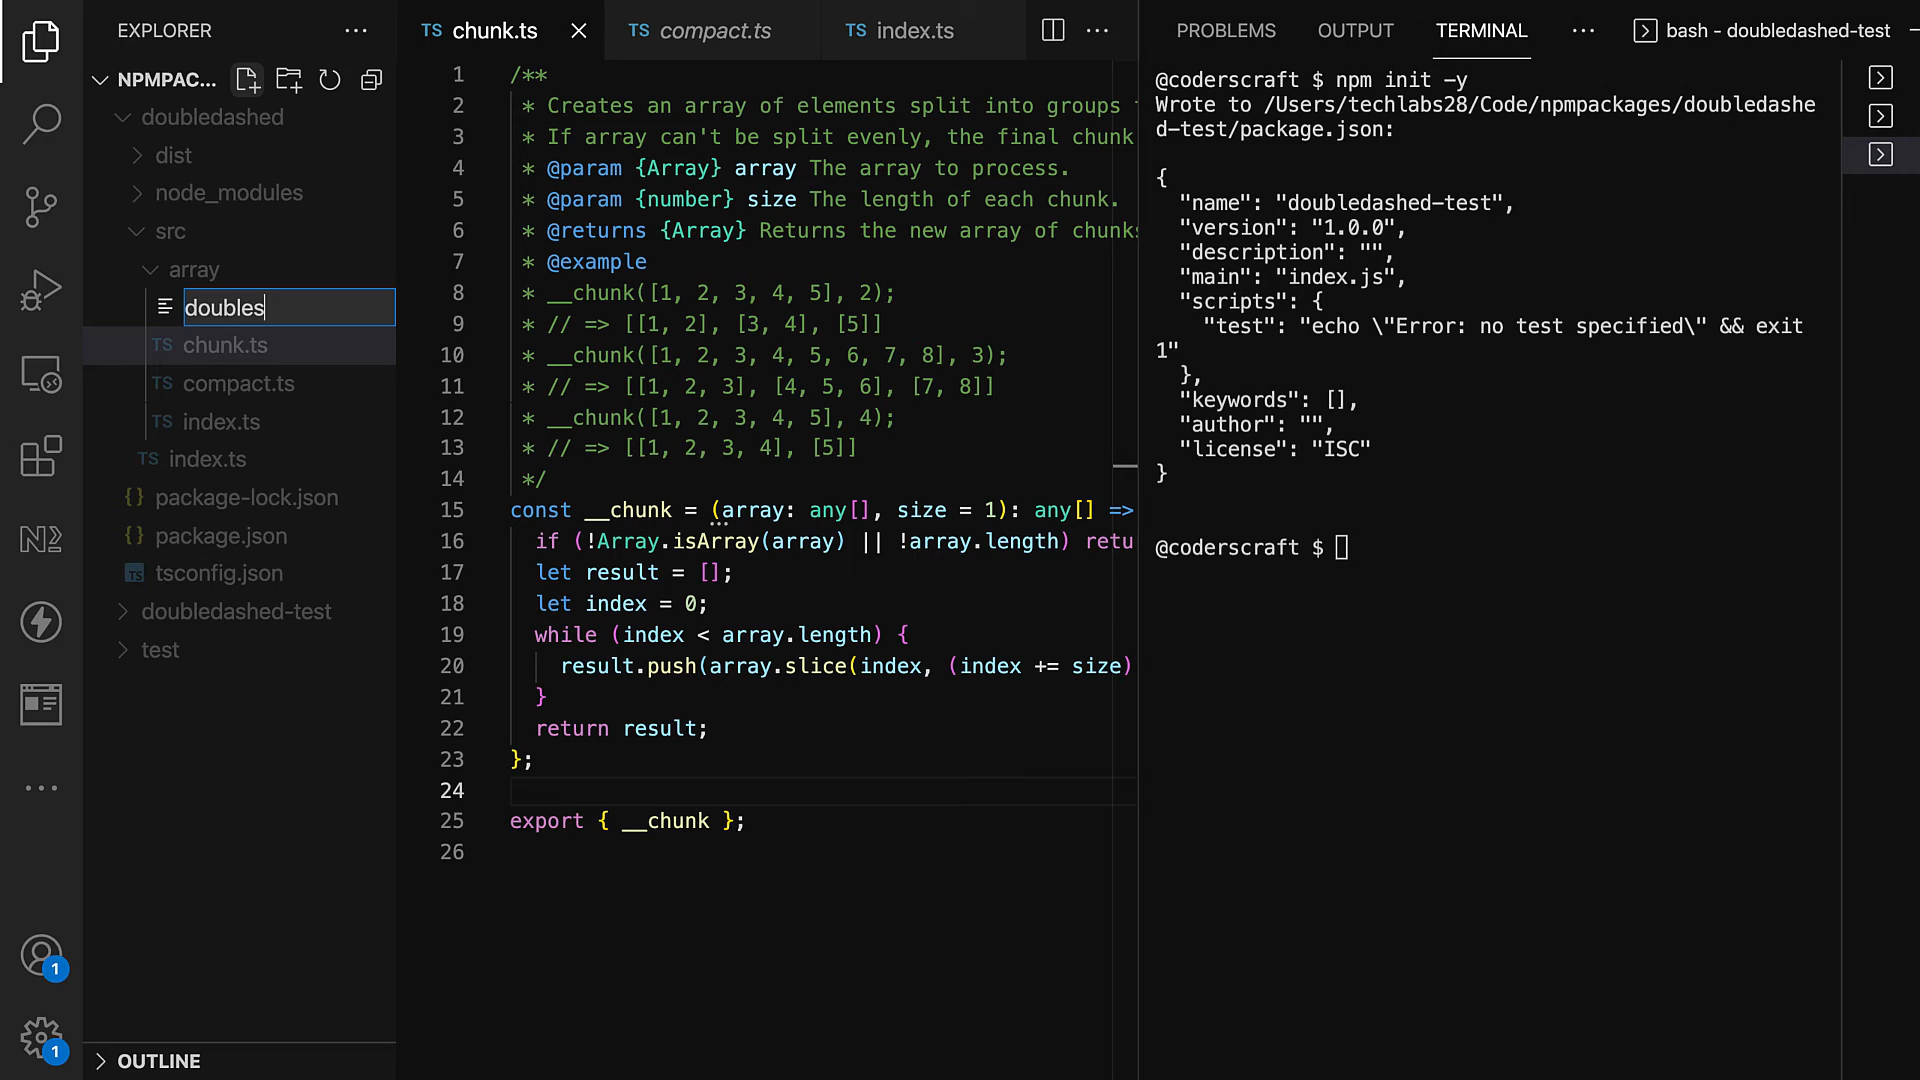 EXPLORER
NPMPAC...
doubledashed
dist
node_modules
src
array
doubles
TS chunk.ts
TS compact.ts
TS index.ts
TS index.ts
{} package-lock.json
{} package.json
TS tsconfig.json
doubledashed-test
test
OUTLINE
1
1
TS chunk.ts
TS compact.ts
TS index.ts
1 /**
2 * Creates an array of elements split into groups
3 * If array can't be split evenly, the final chunk
4 * @param {Array} array The array to process.
5 * @param {number} size The length of each chunk.
6 * @returns {Array} Returns the new array of chunks
7 * @example
8 * __chunk([1, 2, 3, 4, 5], 2);
9 * // => [[1, 2], [3, 4], [5]]
10 * __chunk([1, 2, 3, 4, 5, 6, 7, 8], 3);
11 * // => [[1, 2, 3], [4, 5, 6], [7, 8]]
12 * __chunk([1, 2, 3, 4, 5], 4);
13 * // => [[1, 2, 3, 4], [5]]
14 */
15 const __chunk = (array: any[], size = 1): any[] =>
16 if (!Array.isArray(array) || !array.length) retu
17 let result = [];
18 let index = 0;
19 while (index < array.length) {
20 result.push(array.slice(index, (index += size)
21 }
22 return result;
23 };
24
25 export { __chunk };
26
PROBLEMS
OUTPUT
TERMINAL
bash - doubledashed-test
@coderscraft $ npm init -y
Wrote to /Users/techlabs28/Code/npmpackages/doubledashe
d-test/package.json:
{
"name": "doubledashed-test",
"version": "1.0.0",
"description": "",
"main": "index.js",
"scripts": {
"test": "echo \"Error: no test specified\" && exit
1"
},
"keywords": [],
"author": "",
"license": "ISC"
}
@coderscraft $